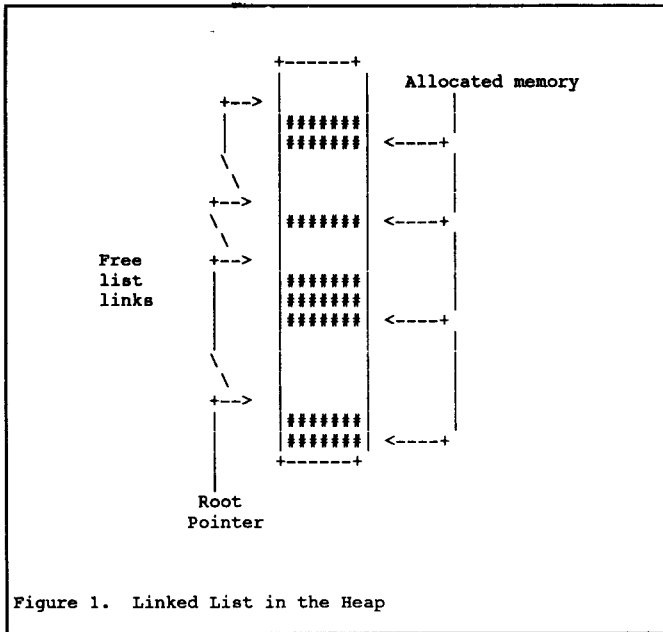 +------+
Allocated memory
+-->
#######
####### <----+
+-->
####### <----+
Free
list
links
+-->
#######
#######
####### <----+
+-->
#######
####### <----+
+------+
Root
Pointer
Figure 1. Linked List in the Heap